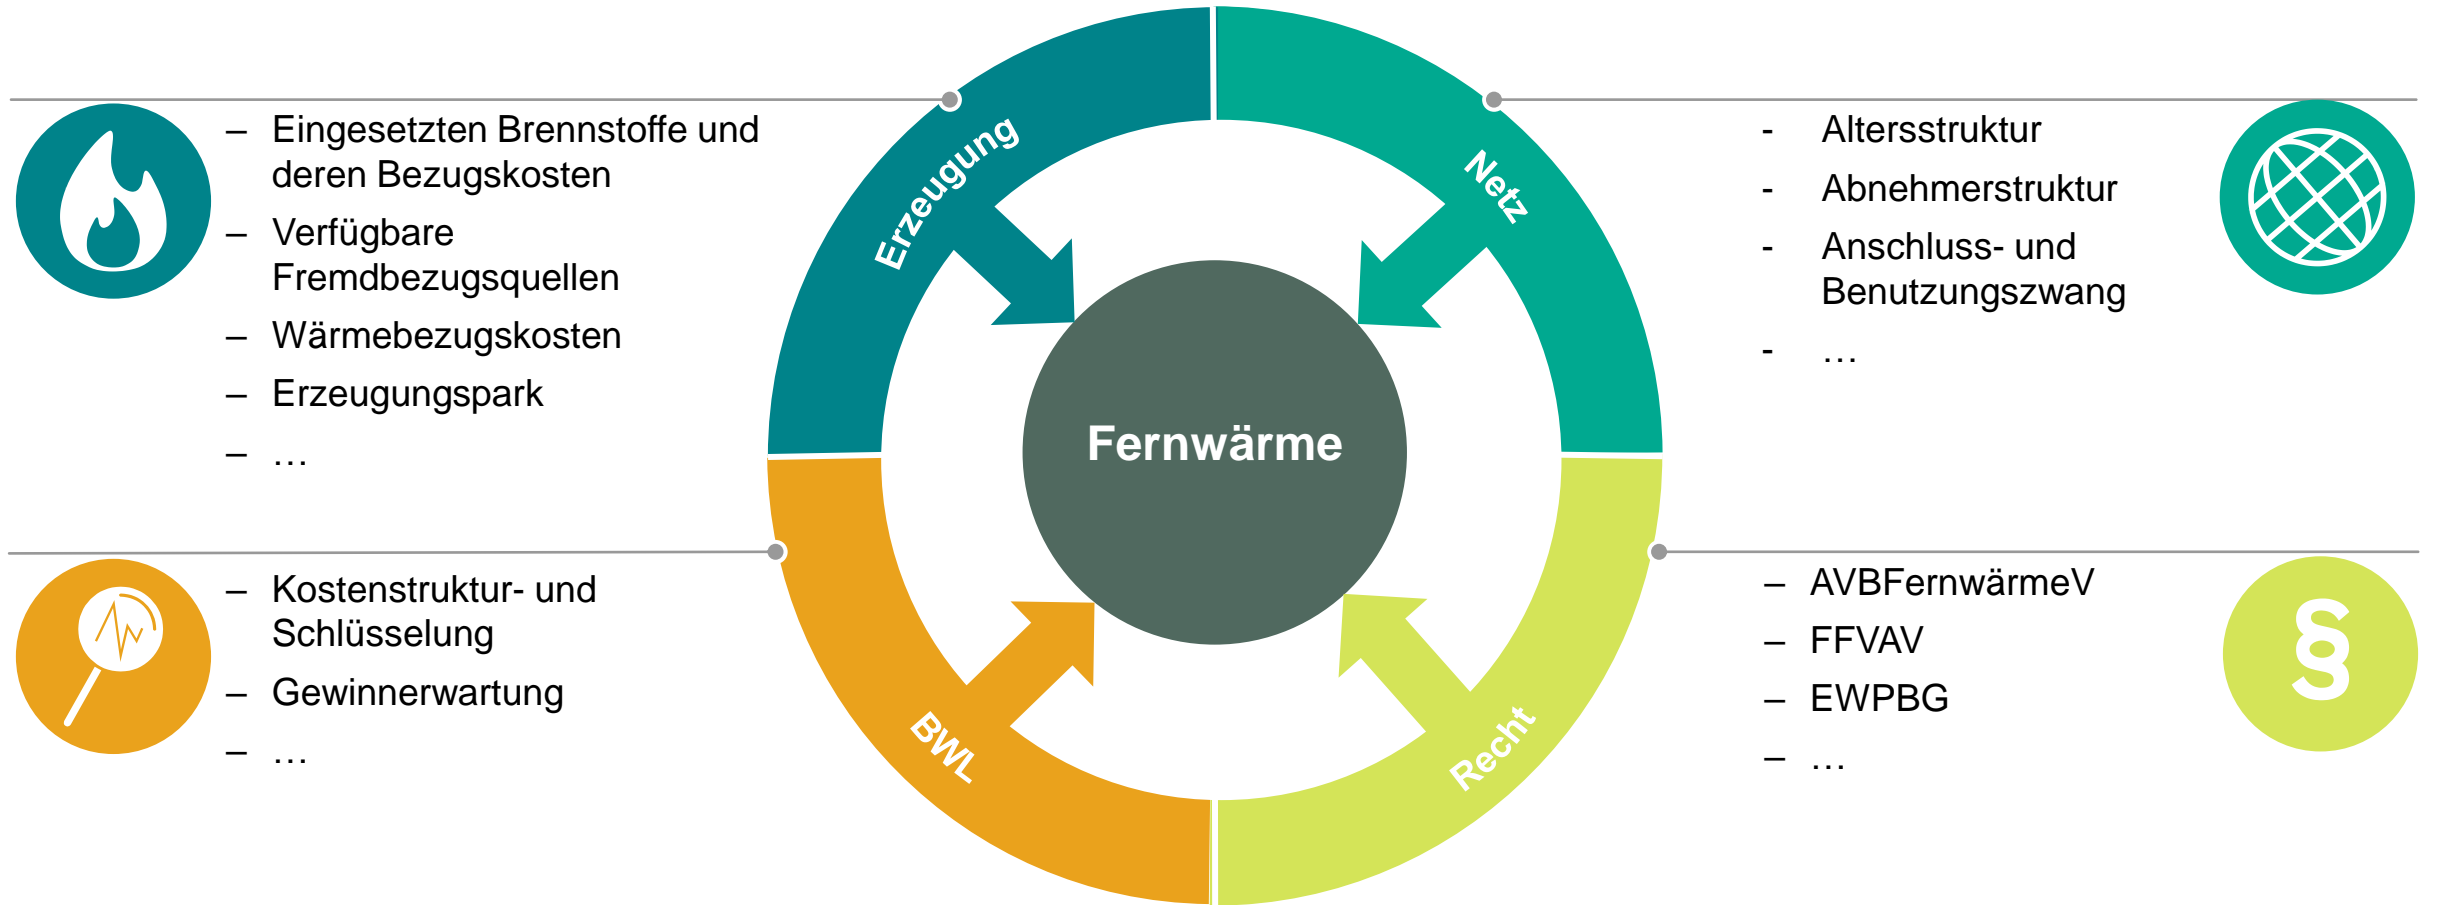 Erzeugung
– Eingesetzten Brennstoffe und
deren Bezugskosten
– Verfügbare
Fremdbezugsquellen
– Wärmebezugskosten
– Erzeugungspark
– …
Netz
- Altersstruktur
- Abnehmerstruktur
- Anschluss- und
Benutzungszwang
- …
Fernwärme
BWL
– Kostenstruktur- und
Schlüsselung
– Gewinnerwartung
– …
Recht
– AVBFernwärmeV
– FFVAV
– EWPBG
– …
§